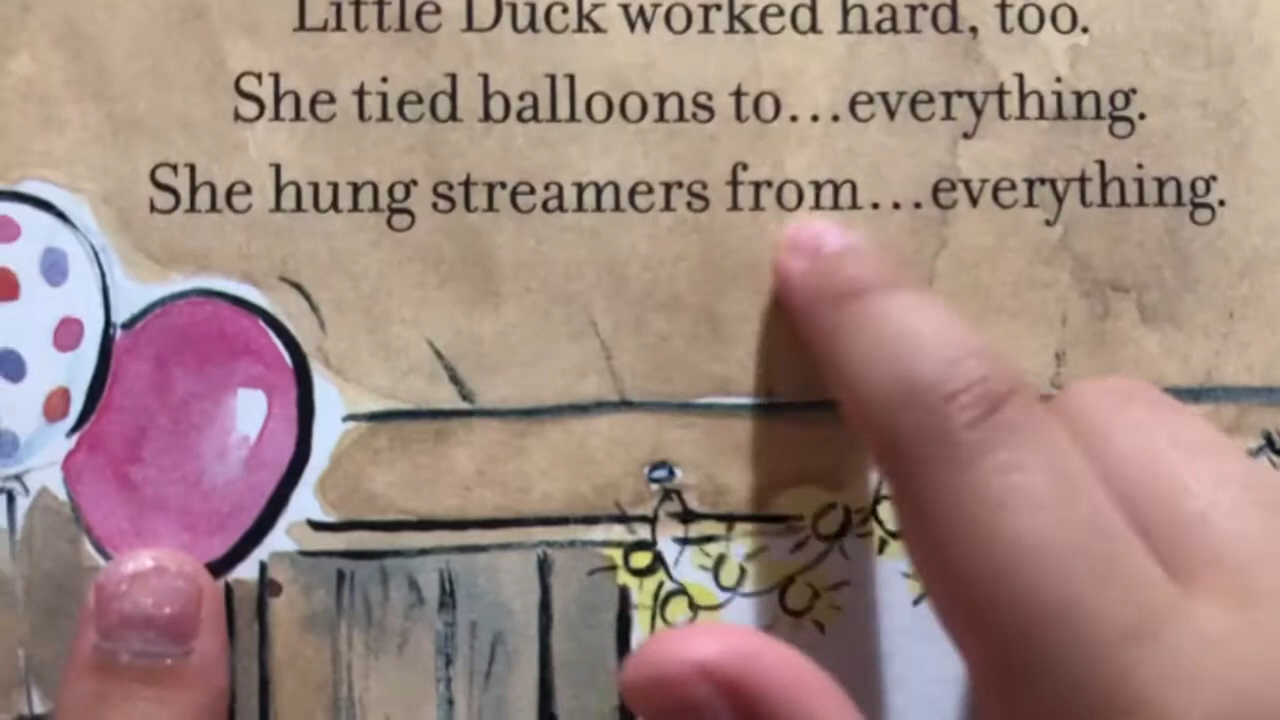 Little Duck worked hard, too.
She tied balloons to...everything.
She hung streamers from...everything.